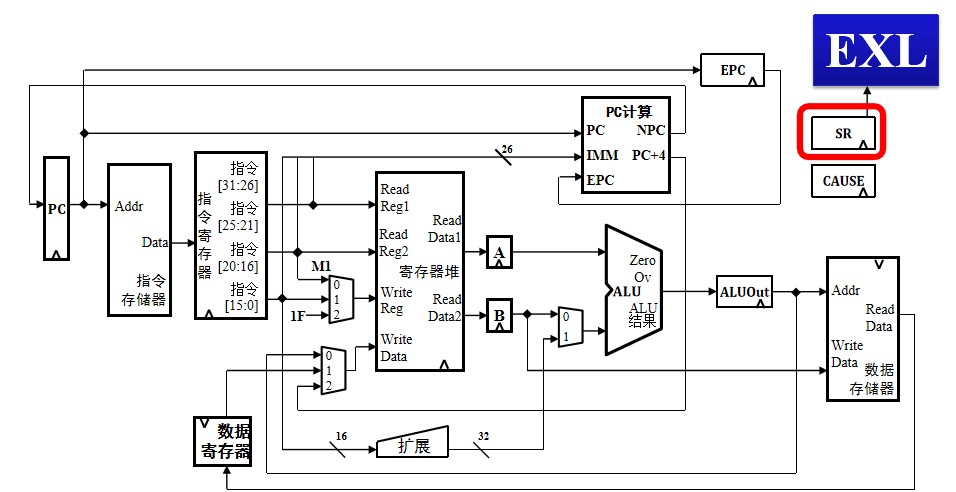 EXL
EPC
PC计算
SR
PC
NPC
26
IMM
PC+4
指令
[31:26]
EPC
CAUSE
PC
Addr
指
令
寄
存
器
指令
[25:21]
Read
Reg1
Read
Data1
Data
指令
[20:16]
Read
Reg2
A
Zero
Ov
寄存器堆
M1
指令
存储器
指令
[15:0]
0
1
2
1F
Write
Reg
Read
Data2
B
0
1
ALU
ALU
结果
ALUOut
Addr
Read
Data
Write
Data
0
1
2
Write
Data
数据
存储器
数据
寄存器
16
扩展
32